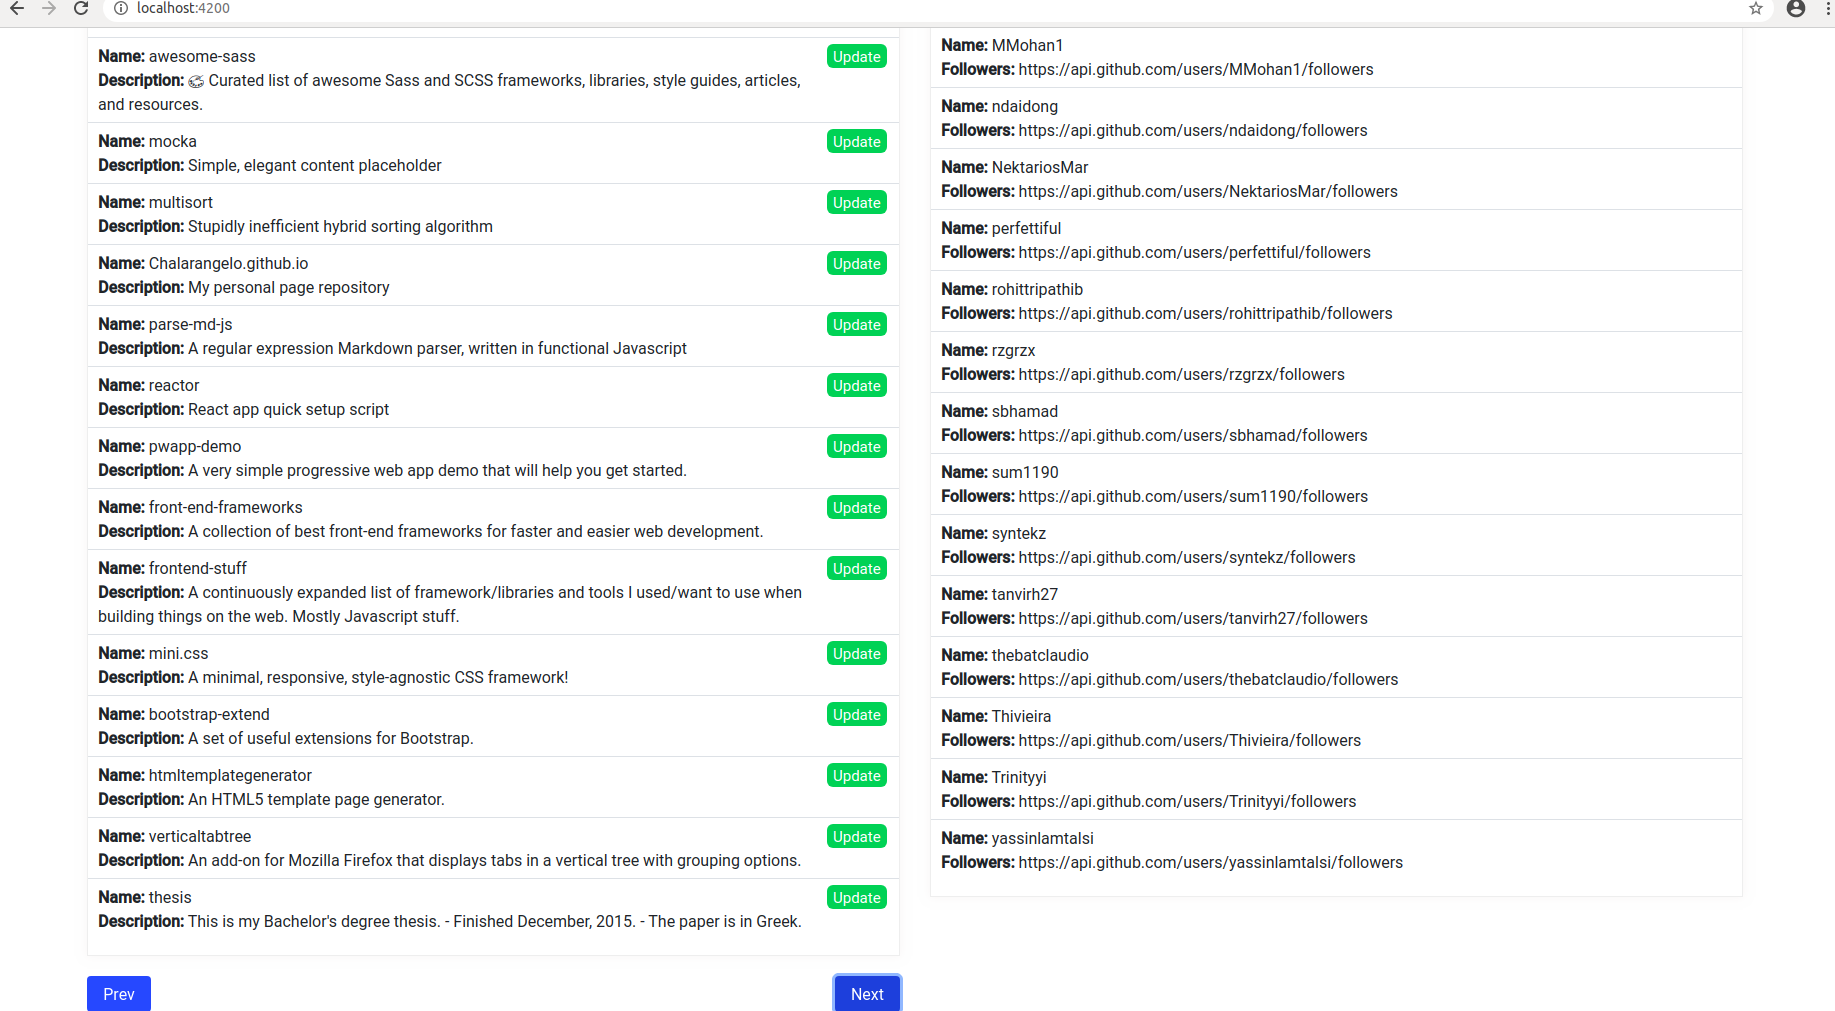 localhost:4200
Name: awesome-sass
Update
Description: Curated list of awesome Sass and SCSS frameworks, libraries, style guides, articles,
and resources.
Name: mocka
Update
Description: Simple, elegant content placeholder
Name: multisort
Update
Description: Stupidly inefficient hybrid sorting algorithm
Name: Chalarangelo.github.io
Update
Description: My personal page repository
Name: parse-md-js
Update
Description: A regular expression Markdown parser, written in functional Javascript
Name: reactor
Update
Description: React app quick setup script
Name: pwapp-demo
Update
Description: A very simple progressive web app demo that will help you get started.
Name: front-end-frameworks
Update
Description: A collection of best front-end frameworks for faster and easier web development.
Name: frontend-stuff
Update
Description: A continuously expanded list of framework/libraries and tools I used/want to use when
building things on the web. Mostly Javascript stuff.
Name: mini.css
Update
Description: A minimal, responsive, style-agnostic CSS framework!
Name: bootstrap-extend
Update
Description: A set of useful extensions for Bootstrap.
Name: htmltemplategenerator
Update
Description: An HTML5 template page generator.
Name: verticaltabtree
Update
Description: An add-on for Mozilla Firefox that displays tabs in a vertical tree with grouping options.
Name: thesis
Update
Description: This is my Bachelor's degree thesis. - Finished December, 2015. - The paper is in Greek.
Prev
Next
Name: MMohan1
Followers: https://api.github.com/users/MMohan1/followers
Name: ndaidong
Followers: https://api.github.com/users/ndaidong/followers
Name: NektariosMar
Followers: https://api.github.com/users/NektariosMar/followers
Name: perfettiful
Followers: https://api.github.com/users/perfettiful/followers
Name: rohittripathib
Followers: https://api.github.com/users/rohittripathib/followers
Name: rzgrzx
Followers: https://api.github.com/users/rzgrzx/followers
Name: sbhamad
Followers: https://api.github.com/users/sbhamad/followers
Name: sum1190
Followers: https://api.github.com/users/sum1190/followers
Name: syntekz
Followers: https://api.github.com/users/syntekz/followers
Name: tanvirh27
Followers: https://api.github.com/users/tanvirh27/followers
Name: thebatclaudio
Followers: https://api.github.com/users/thebatclaudio/followers
Name: Thivieira
Followers: https://api.github.com/users/Thivieira/followers
Name: Trinityyi
Followers: https://api.github.com/users/Trinityyi/followers
Name: yassinlamtalsi
Followers: https://api.github.com/users/yassinlamtalsi/followers